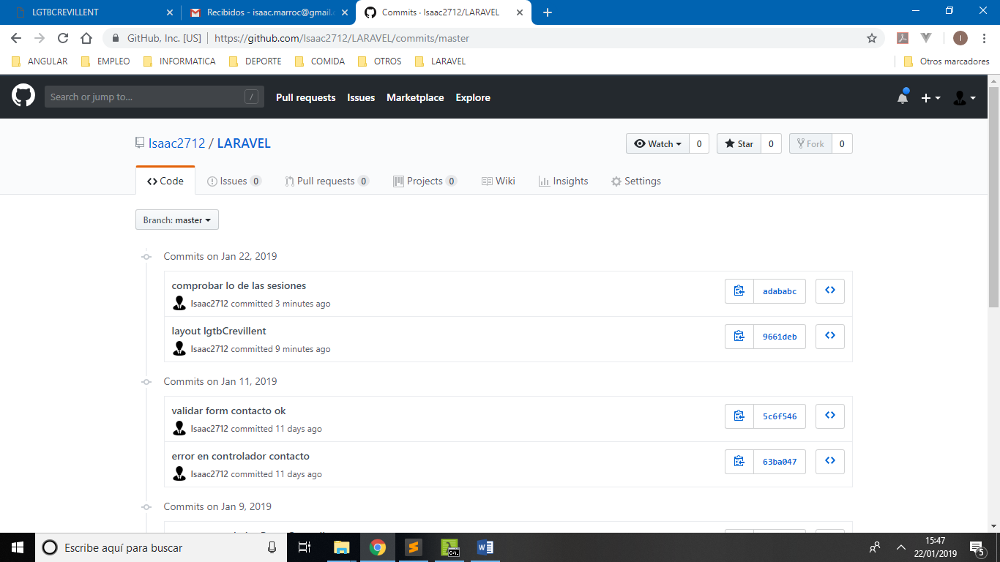 LGTBCREVILLENT
Recibidos - isaac.marroc@gmail.
Commits · Isaac2712/LARAVEL
GitHub, Inc. [US] | https://github.com/Isaac2712/LARAVEL/commits/master
I
ANGULAR EMPLEO INFORMATICA DEPORTE COMIDA OTROS LARAVEL Otros marcadores
Search or jump to... / Pull requests Issues Marketplace Explore
Isaac2712 / LARAVEL
Watch 0 Star 0 Fork 0
Code Issues 0 Pull requests 0 Projects 0 Wiki Insights Settings
Branch: master
Commits on Jan 22, 2019
comprobar lo de las sesiones
Isaac2712 committed 3 minutes ago
adababc
layout lgtbCrevillent
Isaac2712 committed 9 minutes ago
9661deb
Commits on Jan 11, 2019
validar form contacto ok
Isaac2712 committed 11 days ago
5c6f546
error en controlador contacto
Isaac2712 committed 11 days ago
63ba047
Commits on Jan 9, 2019
Escribe aquí para buscar
15:47
22/01/2019
5